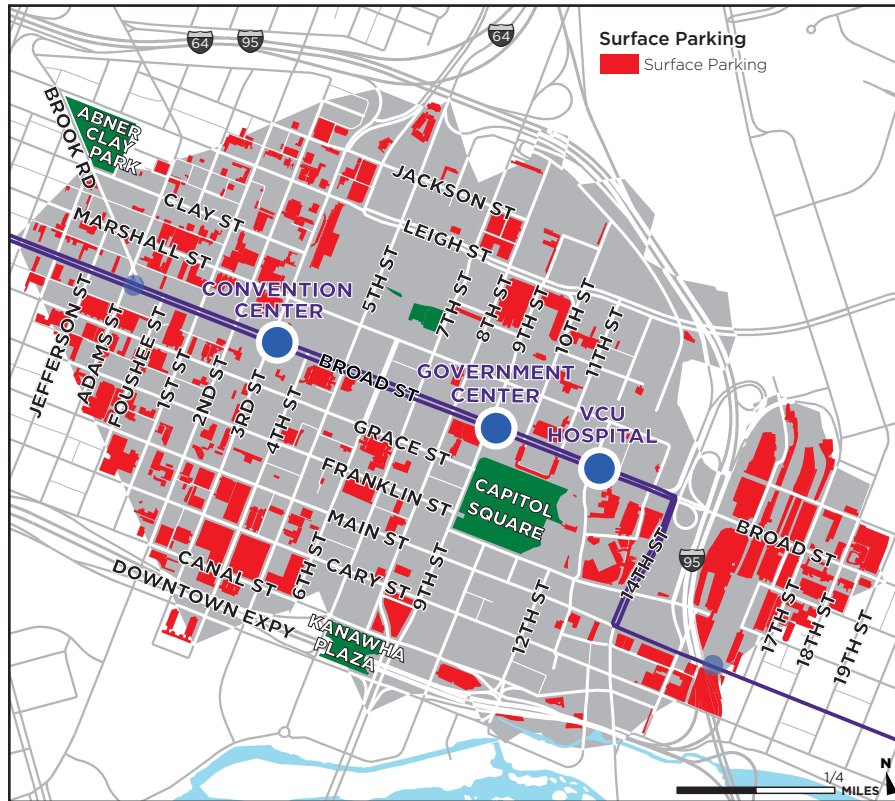 64
95
64
Surface Parking
Surface Parking
ABNER
CLAY
PARK
BROOK RD
JACKSON ST
CLAY ST
LEIGH ST
MARSHALL ST
CONVENTION
CENTER
5TH ST
7TH ST
8TH ST
9TH ST
10TH ST
11TH ST
JEFFERSON ST
ADAMS ST
FOUSHEE ST
1ST ST
2ND ST
3RD ST
4TH ST
BROAD ST
GOVERNMENT
CENTER
VCU
HOSPITAL
GRACE ST
FRANKLIN ST
CAPITOL
SQUARE
MAIN ST
BROAD ST
14TH ST
95
CANAL ST
6TH ST
CARY ST
9TH ST
DOWNTOWN EXPY
KANAWHA
PLAZA
12TH ST
17TH ST
18TH ST
19TH ST
N
1/4
MILES